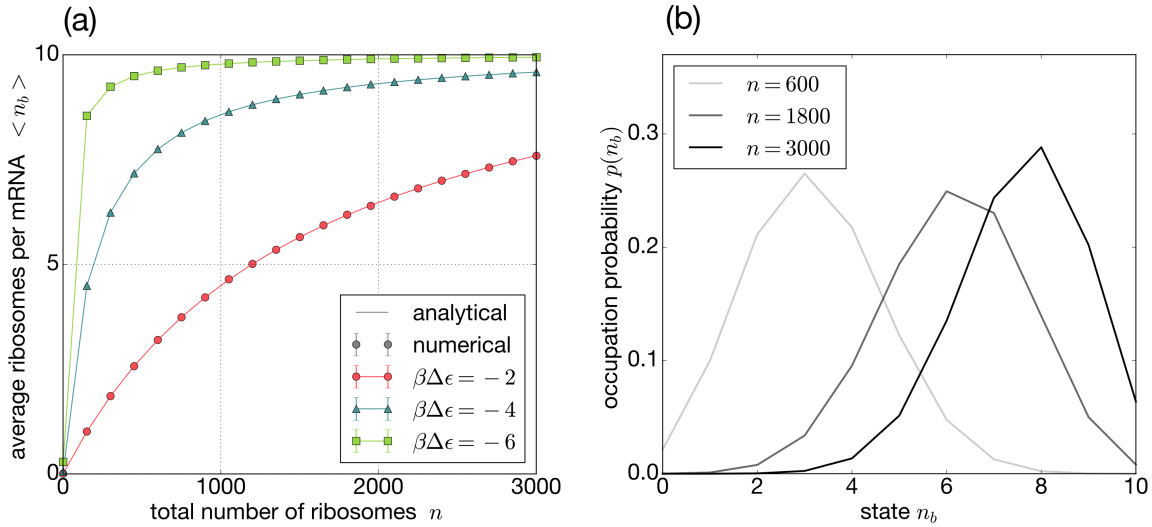 (a)
average ribosomes per mRNA < n_b >
10
5
0
0 1000 2000 3000
total number of ribosomes n
analytical
numerical
βΔϵ = −2
βΔϵ = −4
βΔϵ = −6
(b)
occupation probability p(n_b)
0.3
0.2
0.1
0.0
0 2 4 6 8 10
state n_b
n = 600
n = 1800
n = 3000